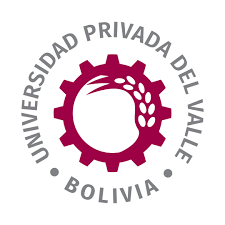 UNIVERSIDAD PRIVADA DEL VALLE
• BOLIVIA •